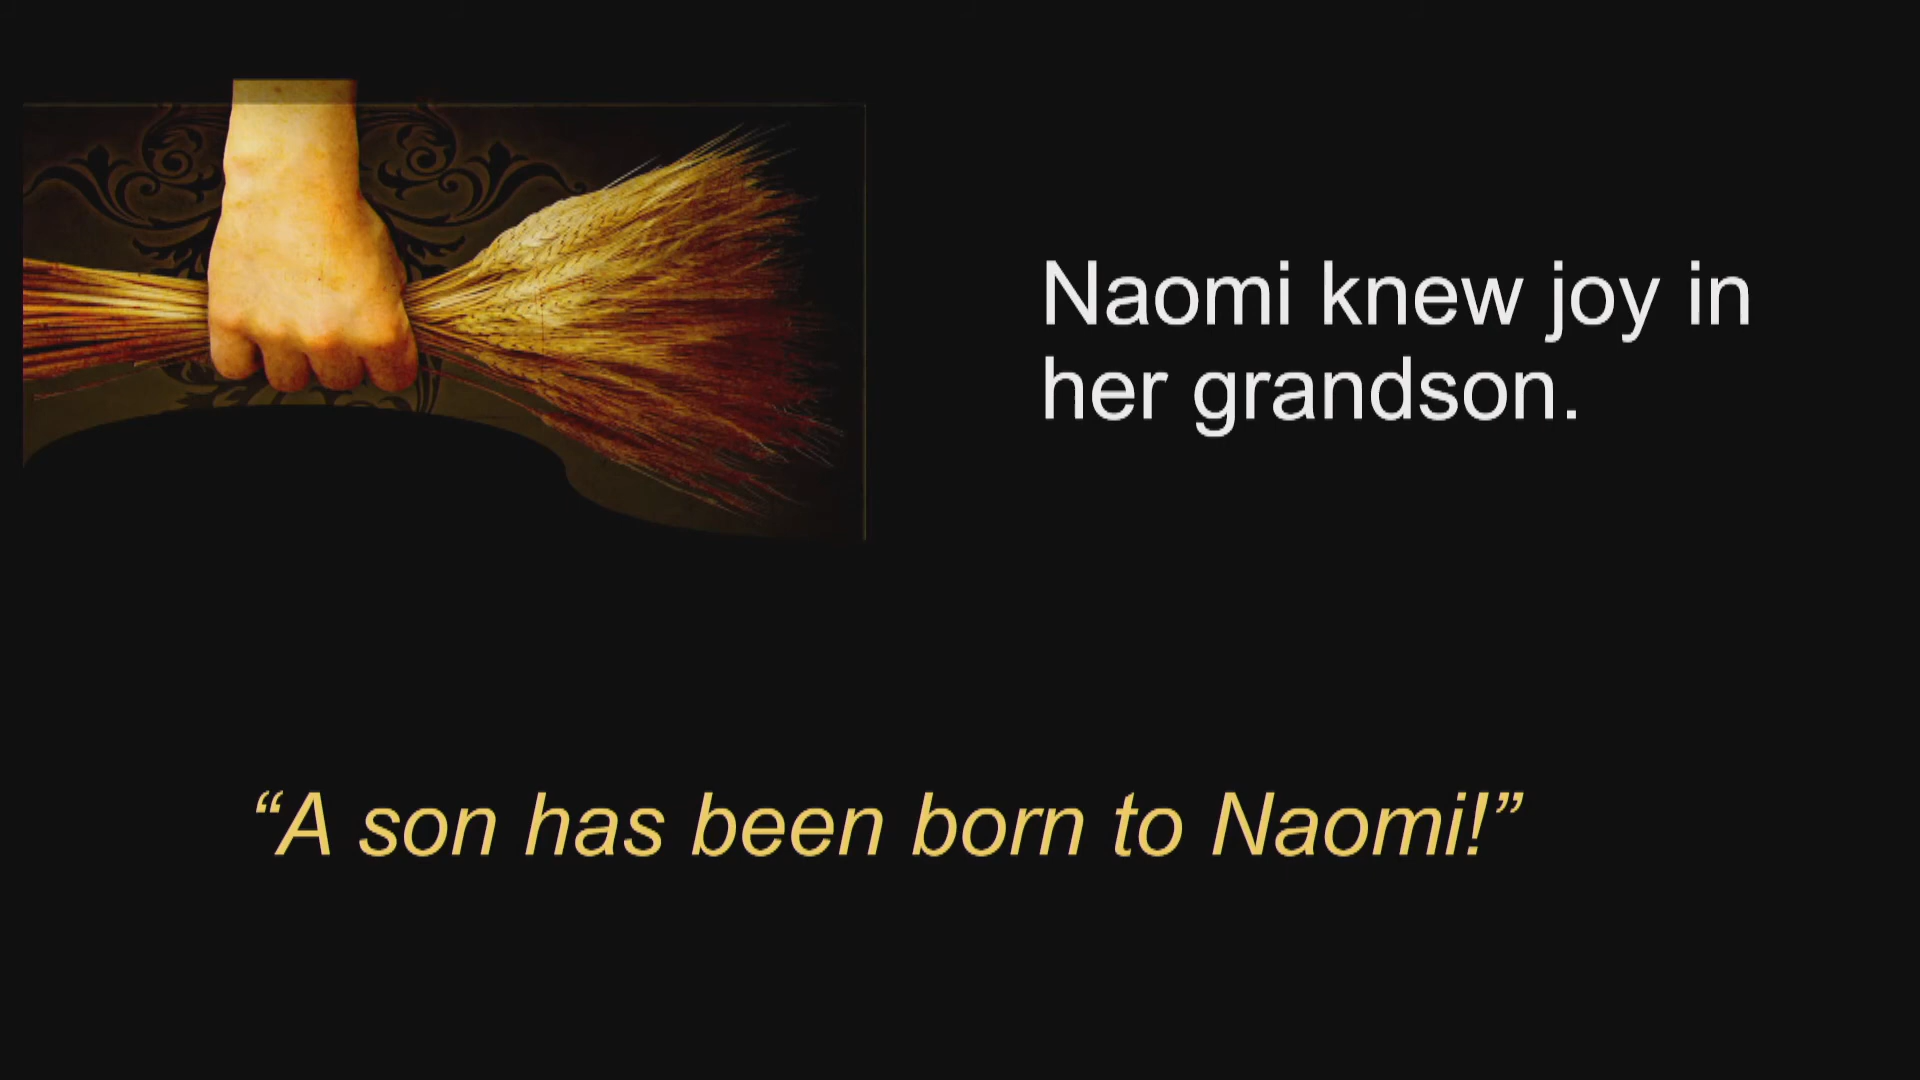 Naomi knew joy in
her grandson.
“A son has been born to Naomi!”